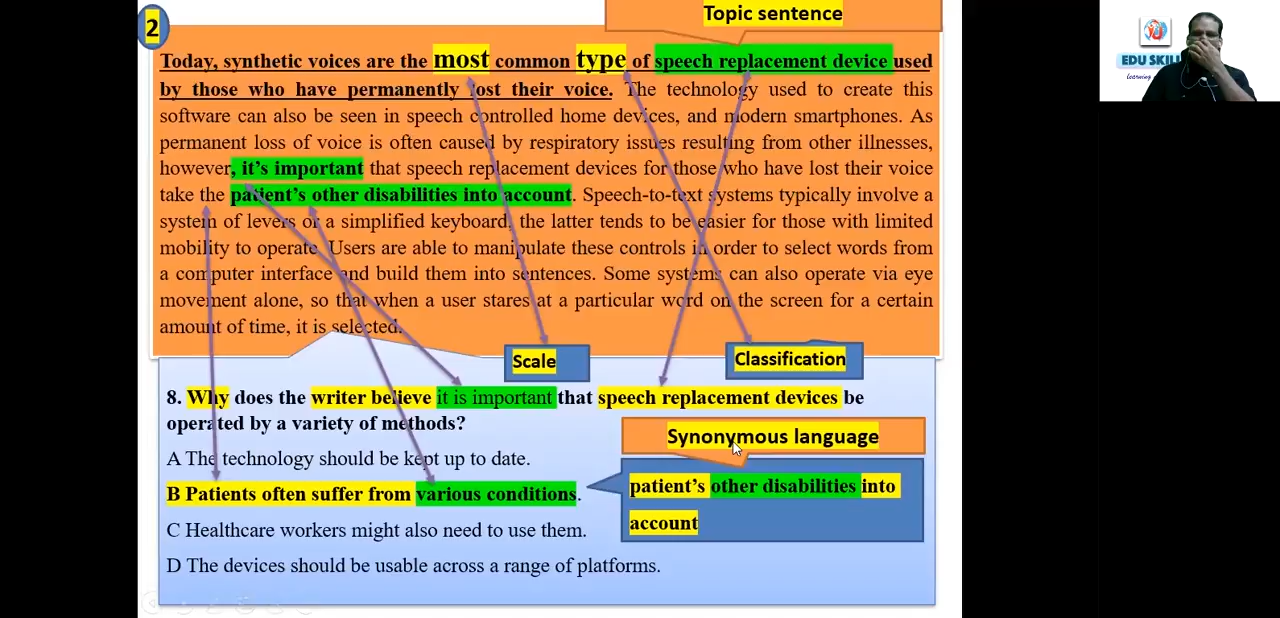 Topic sentence
2
Today, synthetic voices are the most common type of speech replacement device used
by those who have permanently lost their voice. The technology used to create this
software can also be seen in speech controlled home devices, and modern smartphones. As
permanent loss of voice is often caused by respiratory issues resulting from other illnesses,
however, it's important that speech replacement devices for those who have lost their voice
take the patient's other disabilities into account. Speech-to-text systems typically involve a
system of levers or a simplified keyboard, the latter tends to be easier for those with limited
mobility to operate. Users are able to manipulate these controls in order to select words from
a computer interface and build them into sentences. Some systems can also operate via eye
movement alone, so that when a user stares at a particular word on the screen for a certain
amount of time, it is selected.
Scale
Classification
8. Why does the writer believe it is important that speech replacement devices be
operated by a variety of methods?
Synonymous language
A The technology should be kept up to date.
B Patients often suffer from various conditions.
patient's other disabilities into
account
C Healthcare workers might also need to use them.
D The devices should be usable across a range of platforms.
EDU SKILL
learning